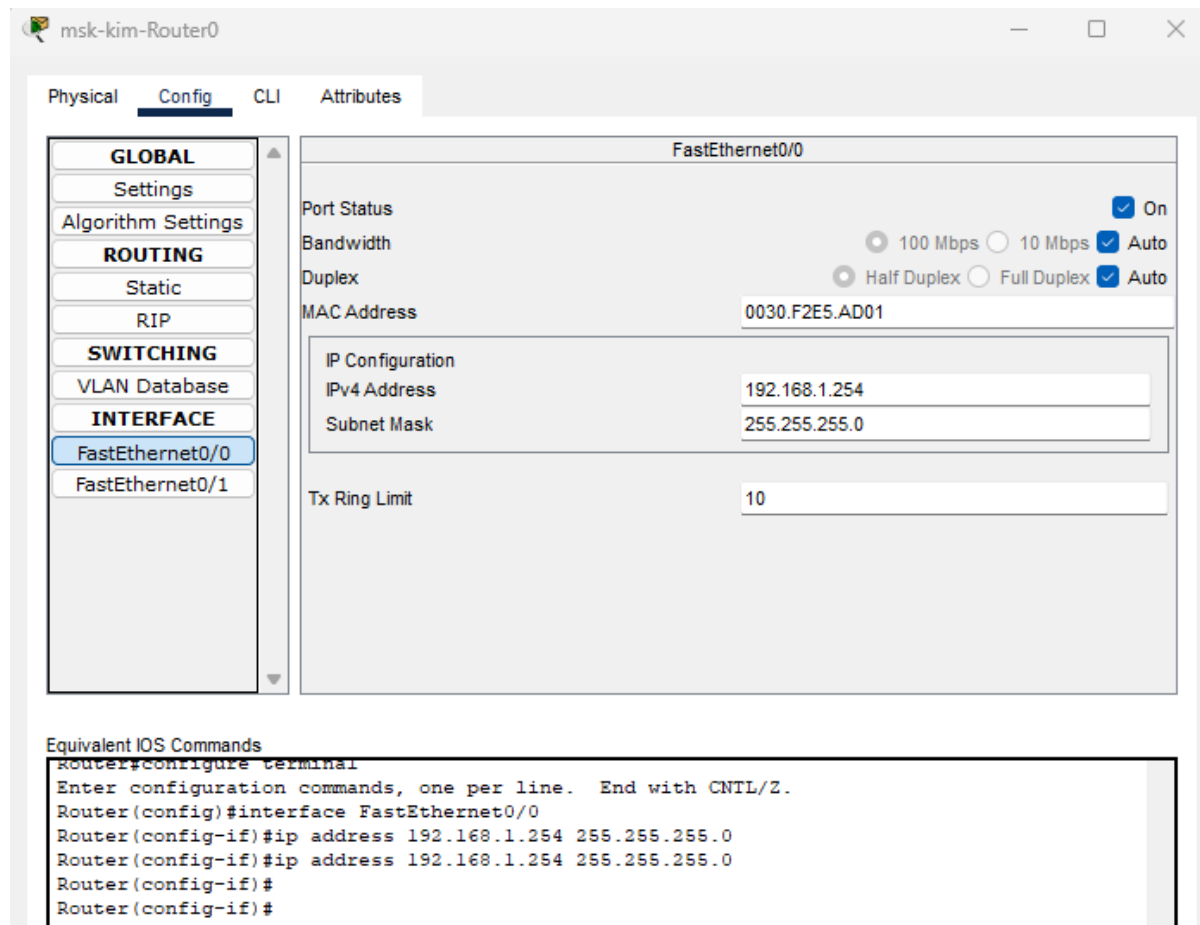 msk-kim-Router0
Physical Config CLI Attributes
GLOBAL
Settings
Algorithm Settings
ROUTING
Static
RIP
SWITCHING
VLAN Database
INTERFACE
FastEthernet0/0
FastEthernet0/1
FastEthernet0/0
Port Status On
Bandwidth 100 Mbps 10 Mbps Auto
Duplex Half Duplex Full Duplex Auto
MAC Address 0030.F2E5.AD01
IP Configuration
IPv4 Address 192.168.1.254
Subnet Mask 255.255.255.0
Tx Ring Limit 10
Equivalent IOS Commands
Router#configure terminal
Enter configuration commands, one per line. End with CNTL/Z.
Router(config)#interface FastEthernet0/0
Router(config-if)#ip address 192.168.1.254 255.255.255.0
Router(config-if)#ip address 192.168.1.254 255.255.255.0
Router(config-if)#
Router(config-if)#